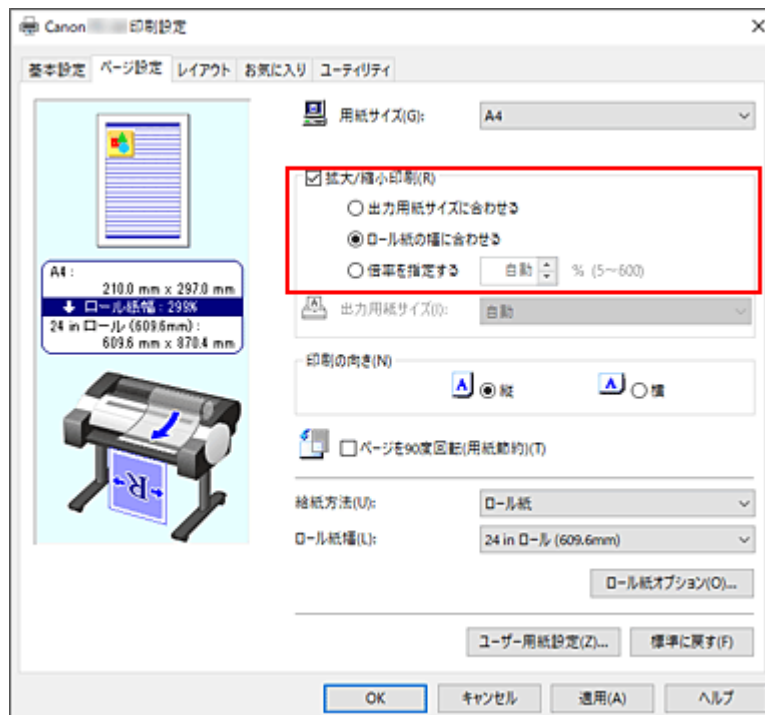 Canon 印刷設定
基本設定 ページ設定 レイアウト お気に入り ユーティリティ
用紙サイズ(G): A4
拡大/縮小印刷(R)
出力用紙サイズに合わせる
ロール紙の幅に合わせる
倍率を指定する 自動 % (5～600)
出力用紙サイズ(I): 自動
A4 :
210.0 mm x 297.0 mm
ロール紙幅 : 299%
24 in ロール (609.6mm) :
609.6 mm x 870.4 mm
印刷の向き(N)
A 縦 A 横
ページを90度回転(用紙節約)(T)
R
給紙方法(U): ロール紙
ロール紙幅(L): 24 in ロール (609.6mm)
ロール紙オプション(O)...
ユーザー用紙設定(Z)... 標準に戻す(F)
OK キャンセル 適用(A) ヘルプ